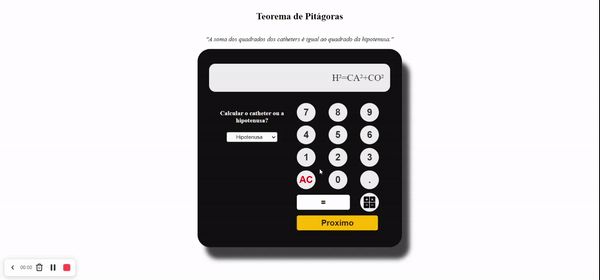 Teorema de Pitágoras
"A soma dos quadrados dos catheters é igual ao quadrado da hipotenusa."
H²=CA²+CO²
Calcular o catheter ou a
hipotenusa?
Hipotenusa
7 8 9
4 5 6
1 2 3
AC 0 .
=
Proximo
00:00